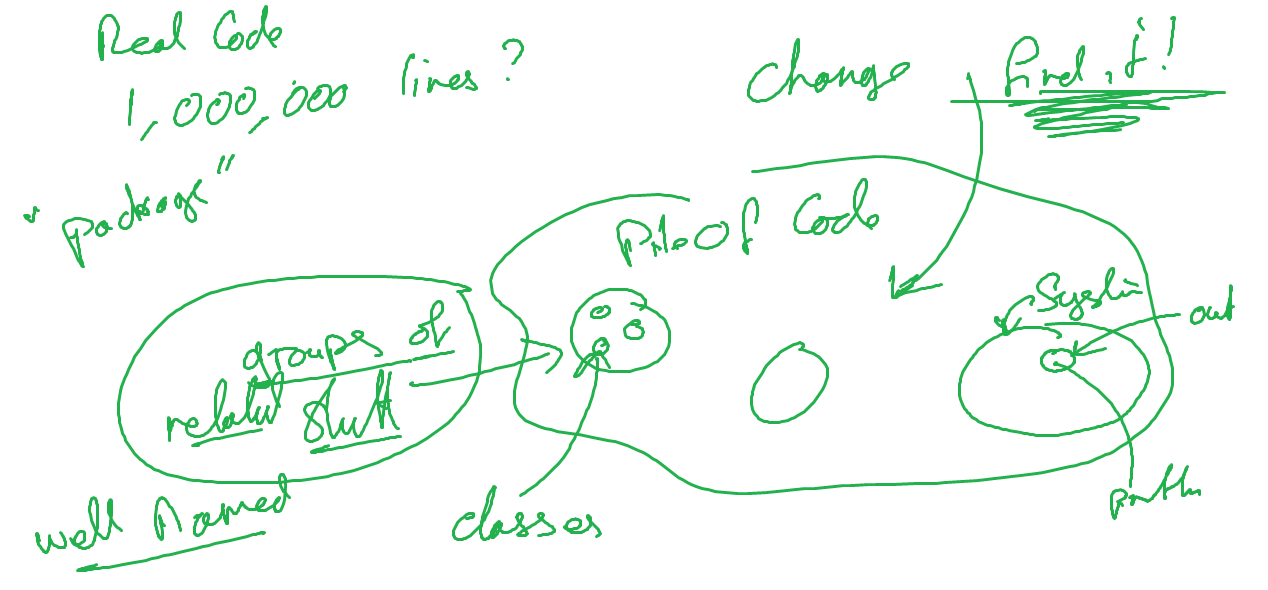 Real Code
1,000,000 lines?
"package"
change find it!
Pile Of Code
System
out
groups of
related stuff
well named
classes
println